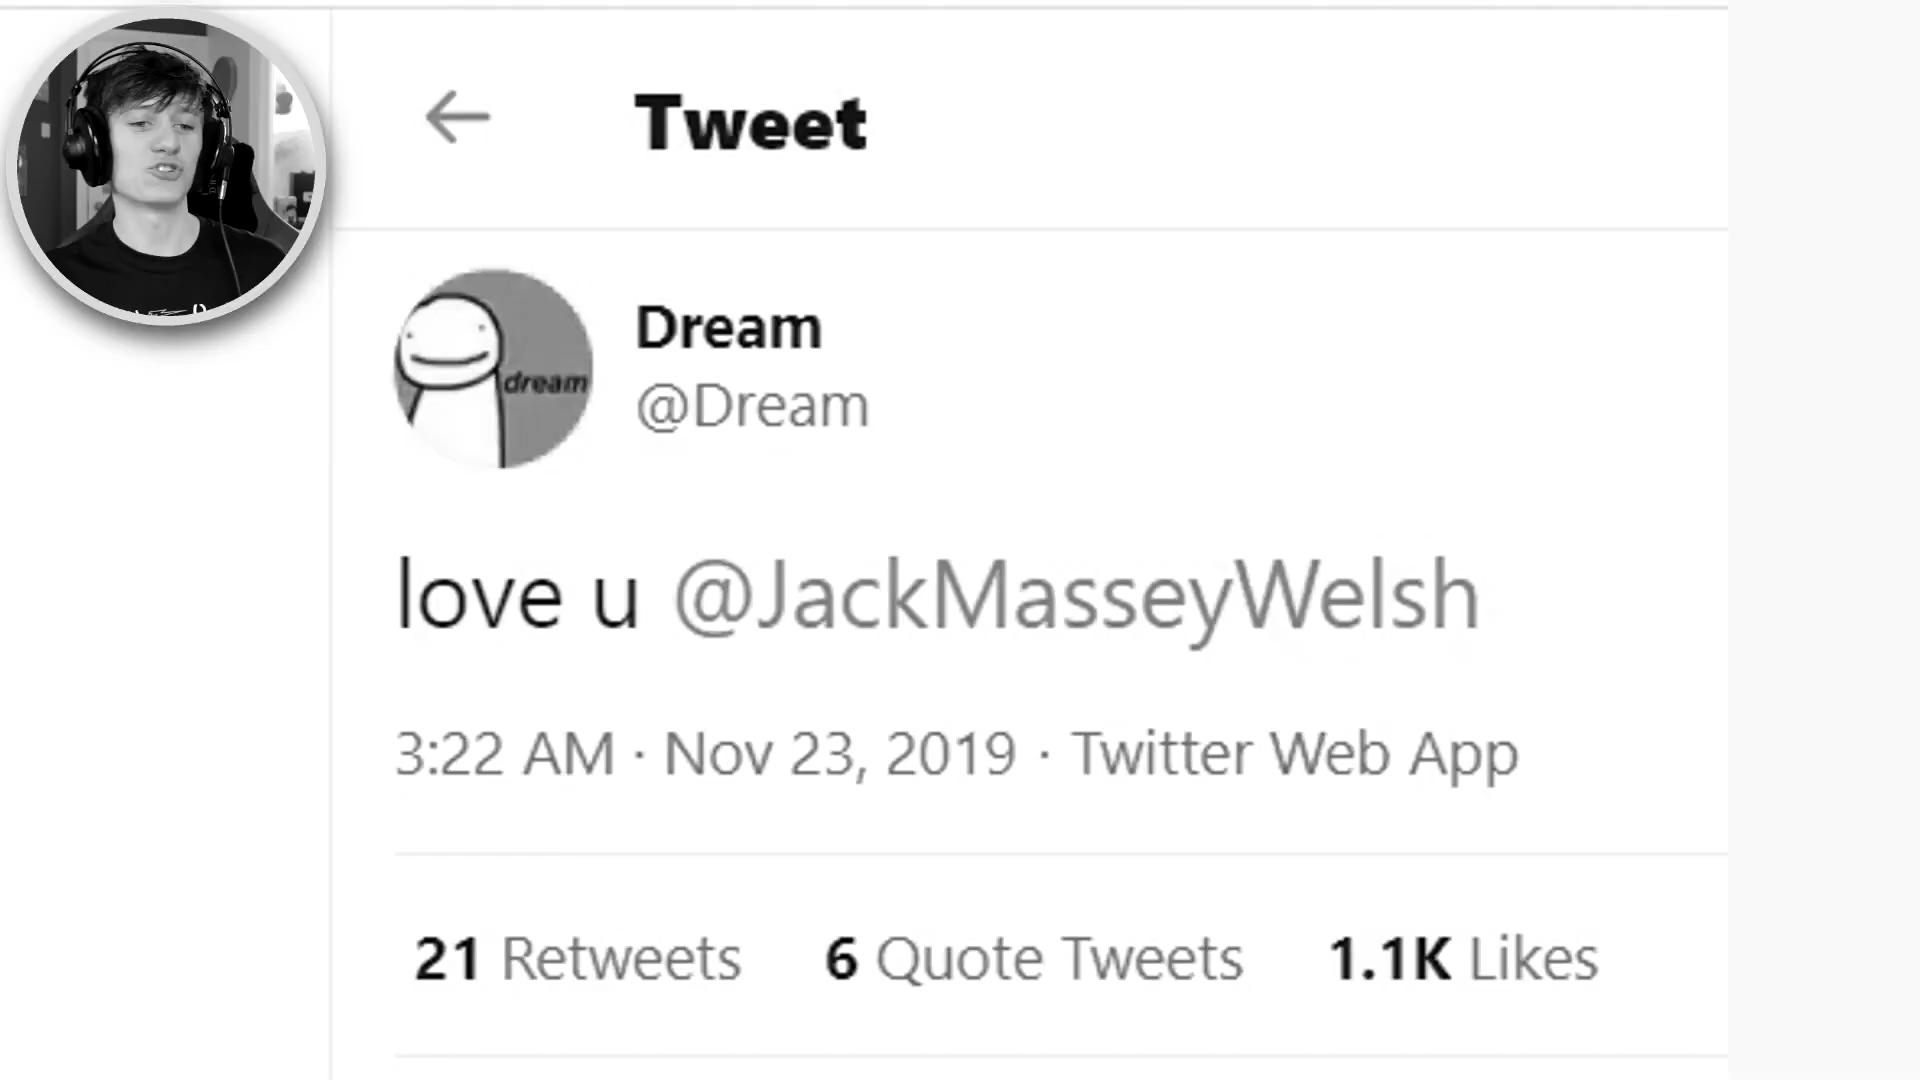 Tweet
dream
Dream
@Dream
love u @JackMasseyWelsh
3:22 AM · Nov 23, 2019 · Twitter Web App
21 Retweets 6 Quote Tweets 1.1K Likes